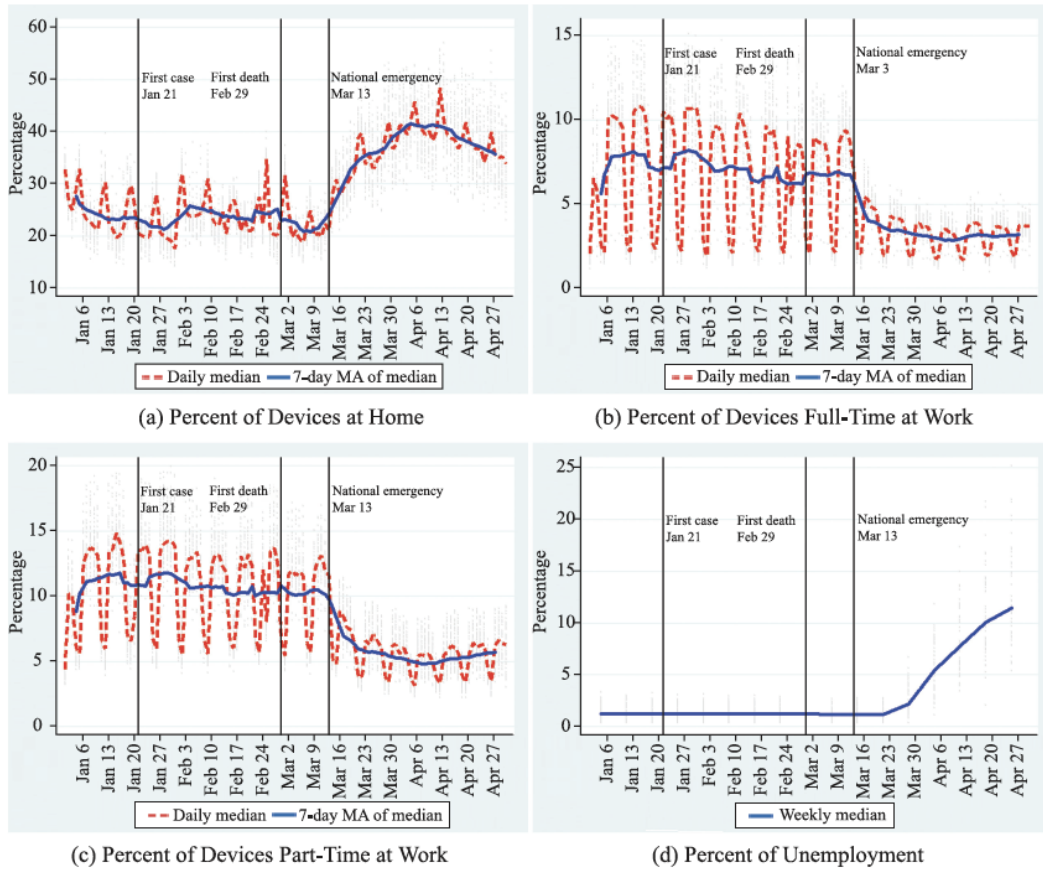 60
50
40
30
20
10
Percentage
First case
Jan 21
First death
Feb 29
National emergency
Mar 13
Jan 6
Jan 13
Jan 20
Jan 27
Feb 3
Feb 10
Feb 17
Feb 24
Mar 2
Mar 9
Mar 16
Mar 23
Mar 30
Apr 6
Apr 13
Apr 20
Apr 27
Daily median
7-day MA of median
(a) Percent of Devices at Home
15
10
5
0
Percentage
First case
Jan 21
First death
Feb 29
National emergency
Mar 3
Jan 6
Jan 13
Jan 20
Jan 27
Feb 3
Feb 10
Feb 17
Feb 24
Mar 2
Mar 9
Mar 16
Mar 23
Mar 30
Apr 6
Apr 13
Apr 20
Apr 27
Daily median
7-day MA of median
(b) Percent of Devices Full-Time at Work
20
15
10
5
0
Percentage
First case
Jan 21
First death
Feb 29
National emergency
Mar 13
Jan 6
Jan 13
Jan 20
Jan 27
Feb 3
Feb 10
Feb 17
Feb 24
Mar 2
Mar 9
Mar 16
Mar 23
Mar 30
Apr 6
Apr 13
Apr 20
Apr 27
Daily median
7-day MA of median
(c) Percent of Devices Part-Time at Work
25
20
15
10
5
0
Percentage
First case
Jan 21
First death
Feb 29
National emergency
Mar 13
Jan 6
Jan 13
Jan 20
Jan 27
Feb 3
Feb 10
Feb 17
Feb 24
Mar 2
Mar 9
Mar 16
Mar 23
Mar 30
Apr 6
Apr 13
Apr 20
Apr 27
Weekly median
(d) Percent of Unemployment